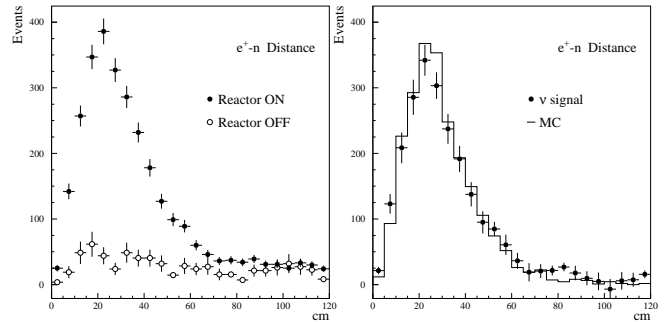 Events
e⁺-n Distance
Reactor ON
Reactor OFF
400
300
200
100
0
0 20 40 60 80 100 120
cm
Events
e⁺-n Distance
ν signal
MC
400
300
200
100
0
0 20 40 60 80 100 120
cm